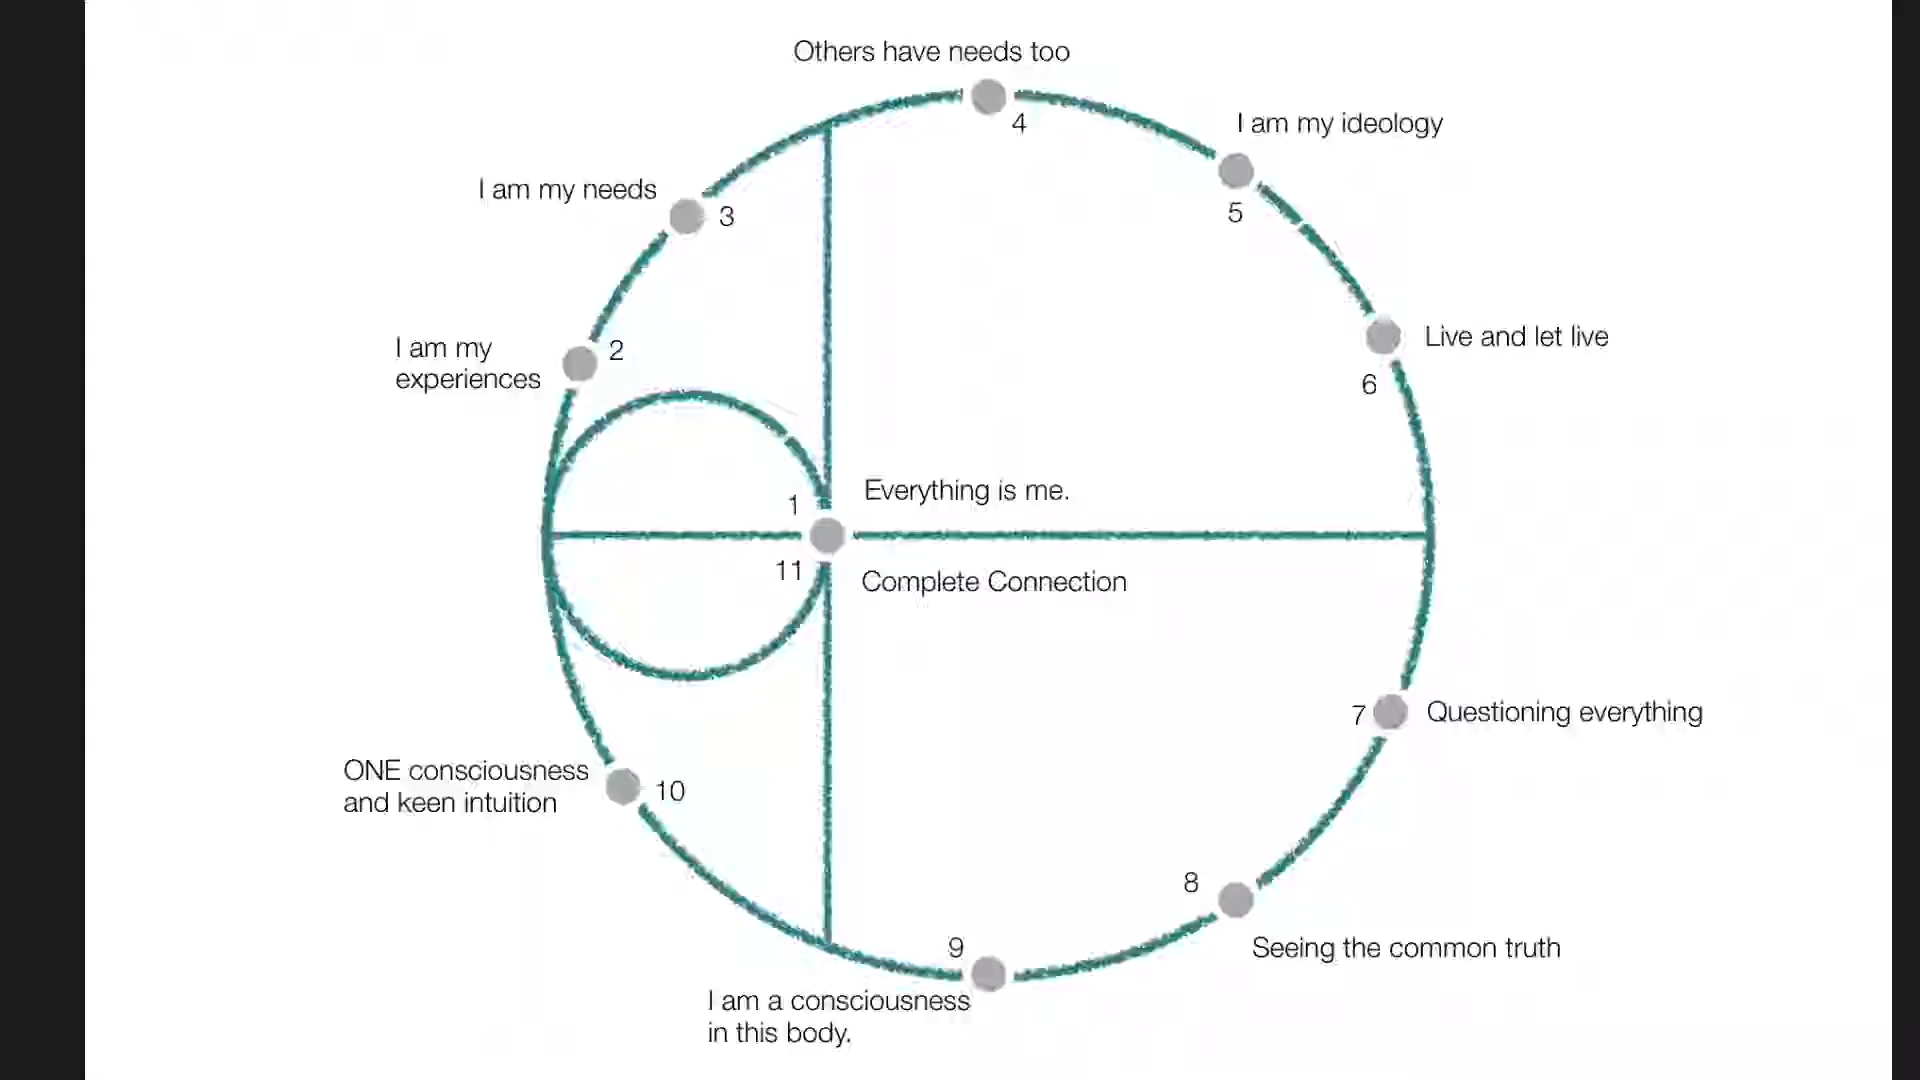 Others have needs too
4
I am my ideology
5
I am my needs
3
I am my
experiences
2
Live and let live
6
1
Everything is me.
11
Complete Connection
7
Questioning everything
ONE consciousness
and keen intuition
10
8
Seeing the common truth
9
I am a consciousness
in this body.